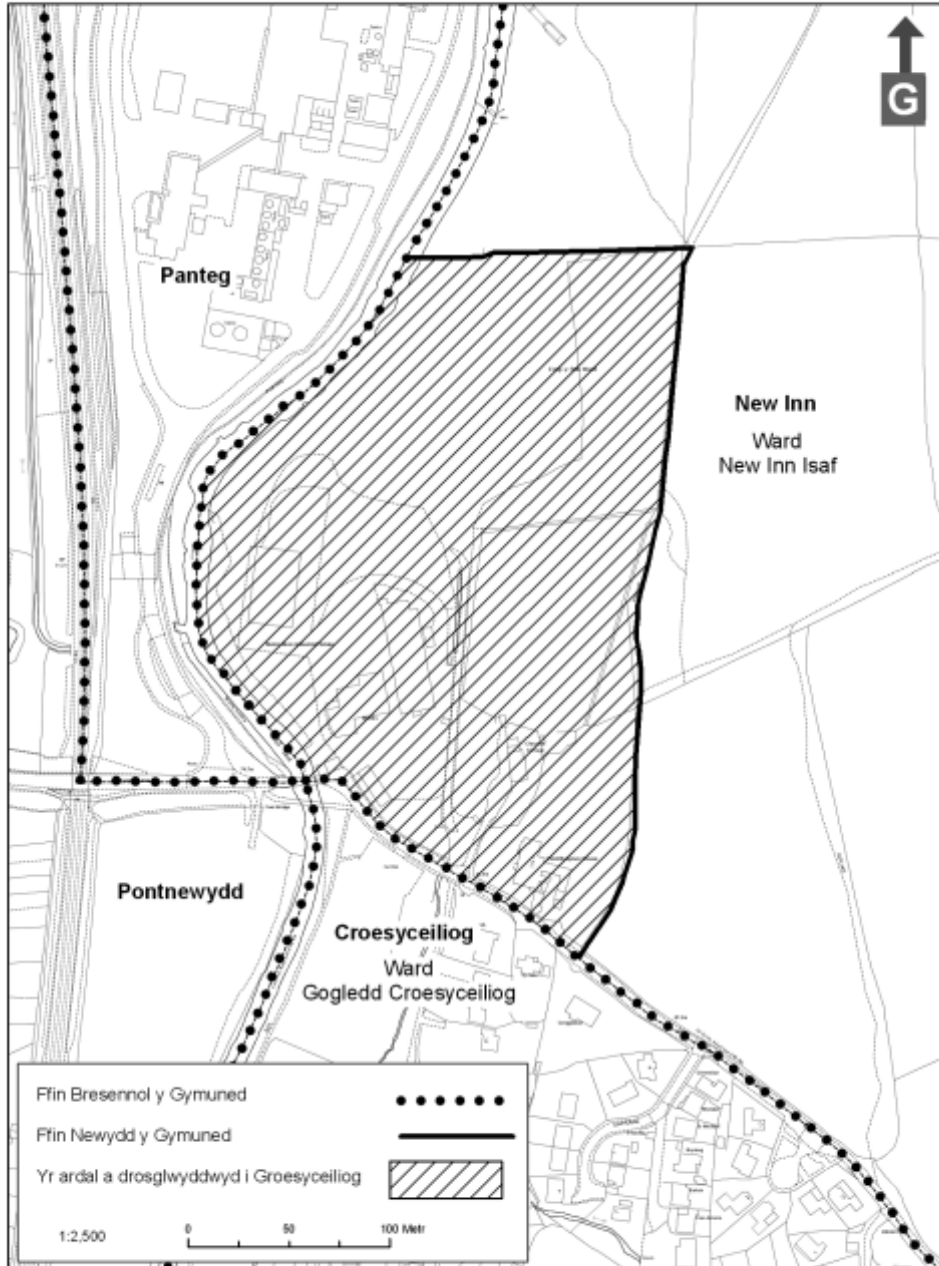 G
Panteg
New Inn
Ward
New Inn Isaf
Pontnewydd
Croesyceiliog
Ward
Gogledd Croesyceiliog
Ffin Bresennol y Gymuned
Ffin Newydd y Gymuned
Yr ardal a drosglwyddwyd i Groesyceiliog
1:2,500
0 50 100 Metr